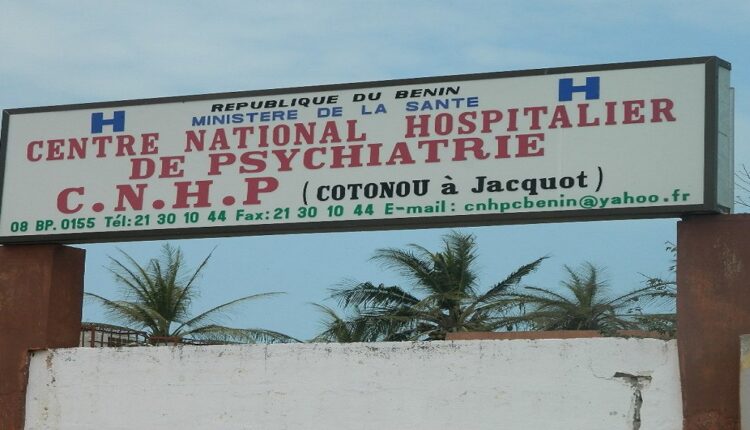 REPUBLIQUE DU BENIN
H MINISTERE DE LA SANTE H
CENTRE NATIONAL HOSPITALIER
DE PSYCHIATRIE
C.N.H.P (COTONOU à Jacquot)
08 BP. 0155 Tél: 21 30 10 44 Fax: 21 30 10 44 E-mail: cnhpcbenin@yahoo.fr